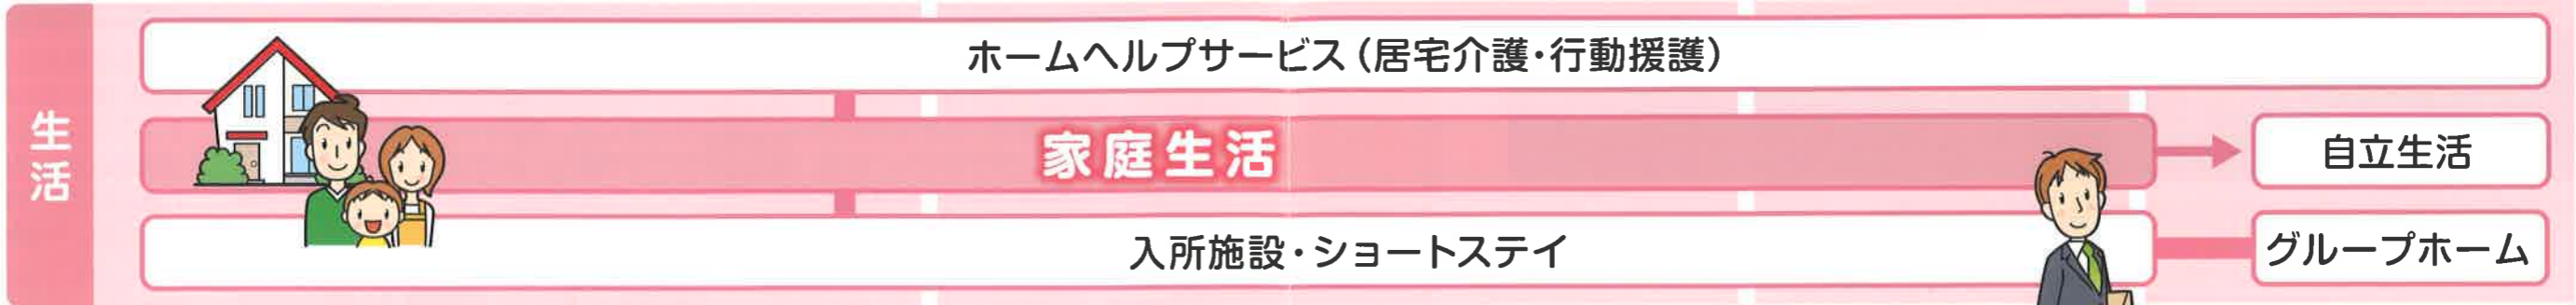 生活
ホームヘルプサービス（居宅介護・行動援護）
家庭生活
自立生活
入所施設・ショートステイ
グループホーム